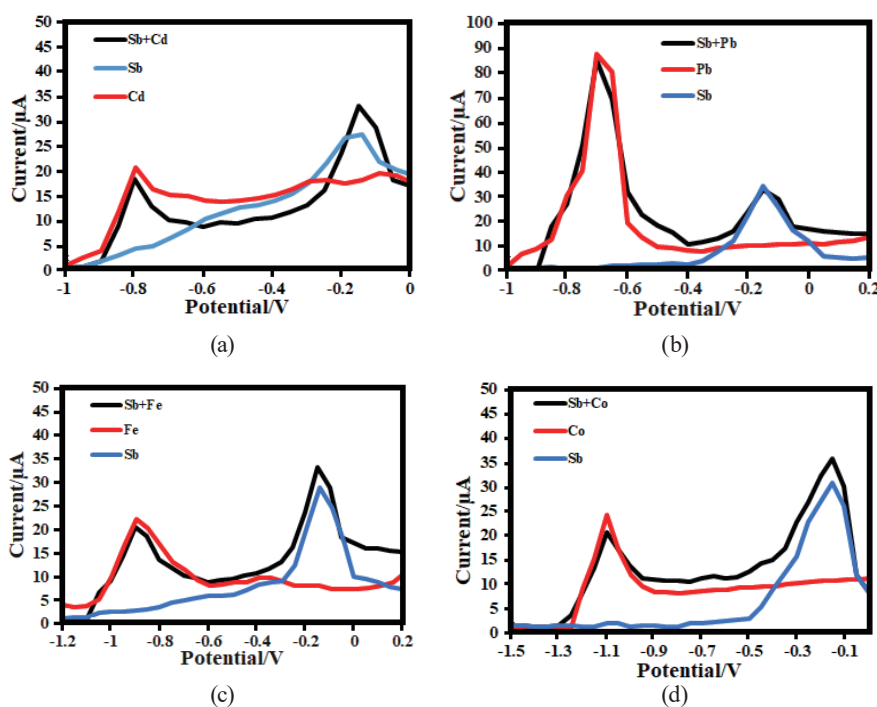 50
45
40
35
30
25
20
15
10
5
0
Current/μA
Sb+Cd
Sb
Cd
-1 -0.8 -0.6 -0.4 -0.2 0
Potential/V
(a)
100
90
80
70
60
50
40
30
20
10
0
Current/μA
Sb+Pb
Pb
Sb
-1 -0.8 -0.6 -0.4 -0.2 0 0.2
Potential/V
(b)
50
45
40
35
30
25
20
15
10
5
0
Current/μA
Sb+Fe
Fe
Sb
-1.2 -1 -0.8 -0.6 -0.4 -0.2 0 0.2
Potential/V
(c)
50
45
40
35
30
25
20
15
10
5
0
Current/μA
Sb+Co
Co
Sb
-1.5 -1.3 -1.1 -0.9 -0.7 -0.5 -0.3 -0.1
Potential/V
(d)